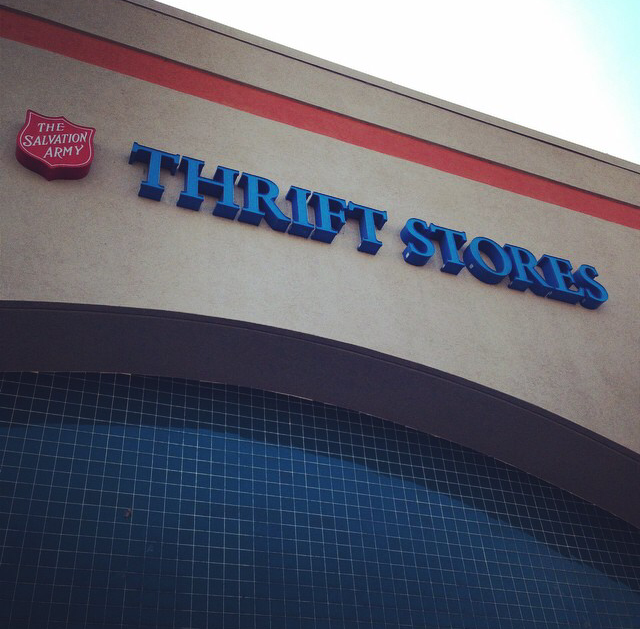 THE
SALVATION
ARMY
THRIFT STORES